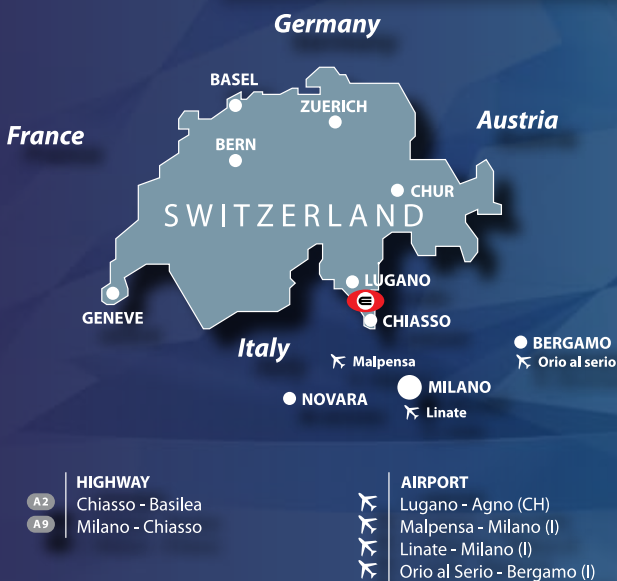 Germany
BASEL
ZUERICH
France
Austria
BERN
CHUR
SWITZERLAND
LUGANO
GENEVE
CHIASSO
Italy
BERGAMO
Malpensa
Orio al serio
MILANO
NOVARA
Linate
HIGHWAY
A2 Chiasso - Basilea
A9 Milano - Chiasso
AIRPORT
Lugano - Agno (CH)
Malpensa - Milano (I)
Linate - Milano (I)
Orio al Serio - Bergamo (I)